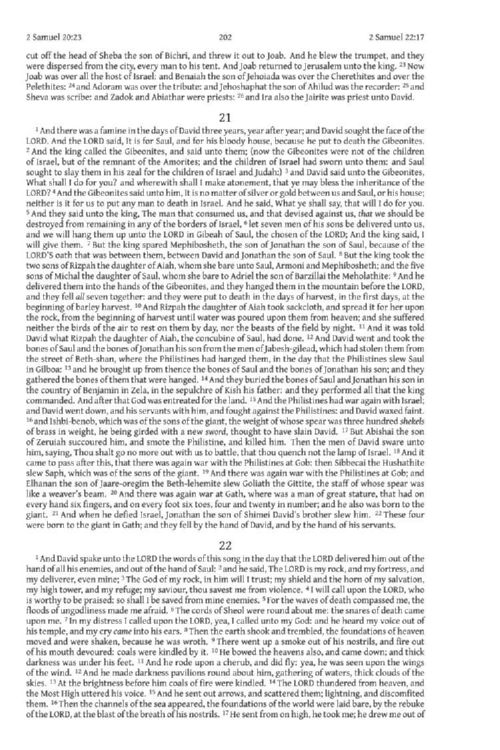 2 Samuel 20:23 202 2 Samuel 22:17
cut off the head of Sheba the son of Bichri, and threw it out to Joab. And he blew the trumpet, and they
were dispersed from the city, every man to his tent. And Joab returned to Jerusalem unto the king. 23 Now
Joab was over all the host of Israel: and Benaiah the son of Jehoiada was over the Cherethites and over the
Pelethites: 24 and Adoram was over the tribute: and Jehoshaphat the son of Ahilud was the recorder: 25 and
Sheva was scribe: and Zadok and Abiathar were priests: 26 and Ira also the Jairite was priest unto David.
21
1 And there was a famine in the days of David three years, year after year; and David sought the face of the
LORD. And the LORD said, It is for Saul, and for his bloody house, because he put to death the Gibeonites.
2 And the king called the Gibeonites, and said unto them; (now the Gibeonites were not of the children
of Israel, but of the remnant of the Amorites; and the children of Israel had sworn unto them: and Saul
sought to slay them in his zeal for the children of Israel and Judah:) 3 and David said unto the Gibeonites,
What shall I do for you? and wherewith shall I make atonement, that ye may bless the inheritance of the
LORD? 4 And the Gibeonites said unto him, It is no matter of silver or gold between us and Saul, or his house;
neither is it for us to put any man to death in Israel. And he said, What ye shall say, that will I do for you.
5 And they said unto the king, The man that consumed us, and that devised against us, that we should be
destroyed from remaining in any of the borders of Israel, 6 let seven men of his sons be delivered unto us,
and we will hang them up unto the LORD in Gibeah of Saul, the chosen of the LORD; And the king said, I
will give them. 7 But the king spared Mephibosheth, the son of Jonathan the son of Saul, because of the
LORD'S oath that was between them, between David and Jonathan the son of Saul. 8 But the king took the
two sons of Rizpah the daughter of Aiah, whom she bare unto Saul, Armoni and Mephibosheth; and the five
sons of Michal the daughter of Saul, whom she bare to Adriel the son of Barzillai the Meholathite: 9 And he
delivered them into the hands of the Gibeonites, and they hanged them in the mountain before the LORD,
and they fell all seven together: and they were put to death in the days of harvest, in the first days, at the
beginning of barley harvest. 10 And Rizpah the daughter of Aiah took sackcloth, and spread it for her upon
the rock, from the beginning of harvest until water was poured upon them from heaven; and she suffered
neither the birds of the air to rest on them by day, nor the beasts of the field by night. 11 And it was told
David what Rizpah the daughter of Aiah, the concubine of Saul, had done. 12 And David went and took the
bones of Saul and the bones of Jonathan his son from the men of Jabesh-gilead, which had stolen them from
the street of Beth-shan, where the Philistines had hanged them, in the day that the Philistines slew Saul
in Gilboa: 13 and he brought up from thence the bones of Saul and the bones of Jonathan his son; and they
gathered the bones of them that were hanged. 14 And they buried the bones of Saul and Jonathan his son in
the country of Benjamin in Zela, in the sepulchre of Kish his father: and they performed all that the king
commanded. And after that God was entreated for the land. 15 And the Philistines had war again with Israel;
and David went down, and his servants with him, and fought against the Philistines: and David waxed faint.
16 and Ishbi-benob, which was of the sons of the giant, the weight of whose spear was three hundred shekels
of brass in weight, he being girded with a new sword, thought to have slain David. 17 But Abishai the son
of Zeruiah succoured him, and smote the Philistine, and killed him. Then the men of David sware unto
him, saying, Thou shalt go no more out with us to battle, that thou quench not the lamp of Israel. 18 And it
came to pass after this, that there was again war with the Philistines at Gob: then Sibbecai the Hushathite
slew Saph, which was of the sons of the giant. 19 And there was again war with the Philistines at Gob; and
Elhanan the son of Jaare-oregim the Beth-lehemite slew Goliath the Gittite, the staff of whose spear was
like a weaver's beam. 20 And there was again war at Gath, where was a man of great stature, that had on
every hand six fingers, and on every foot six toes, four and twenty in number; and he also was born to the
giant. 21 And when he defied Israel, Jonathan the son of Shimei David's brother slew him. 22 These four
were born to the giant in Gath; and they fell by the hand of David, and by the hand of his servants.
22
1 And David spake unto the LORD the words of this song in the day that the LORD delivered him out of the
hand of all his enemies, and out of the hand of Saul: 2 and he said, The LORD is my rock, and my fortress, and
my deliverer, even mine; 3 The God of my rock, in him will I trust; my shield and the horn of my salvation,
my high tower, and my refuge; my saviour, thou savest me from violence. 4 I will call upon the LORD, who
is worthy to be praised: so shall I be saved from mine enemies. 5 For the waves of death compassed me, the
floods of ungodliness made me afraid. 6 The cords of Sheol were round about me: the snares of death came
upon me. 7 In my distress I called upon the LORD, yea, I called unto my God: and he heard my voice out of
his temple, and my cry came into his ears. 8 Then the earth shook and trembled, the foundations of heaven
moved and were shaken, because he was wroth. 9 There went up a smoke out of his nostrils, and fire out
of his mouth devoured: coals were kindled by it. 10 He bowed the heavens also, and came down; and thick
darkness was under his feet. 11 And he rode upon a cherub, and did fly: yea, he was seen upon the wings
of the wind. 12 And he made darkness pavilions round about him, gathering of waters, thick clouds of the
skies. 13 At the brightness before him coals of fire were kindled. 14 The LORD thundered from heaven, and
the Most High uttered his voice. 15 And he sent out arrows, and scattered them; lightning, and discomfited
them. 16 Then the channels of the sea appeared, the foundations of the world were laid bare, by the rebuke
of the LORD, at the blast of the breath of his nostrils. 17 He sent from on high, he took me; he drew me out of